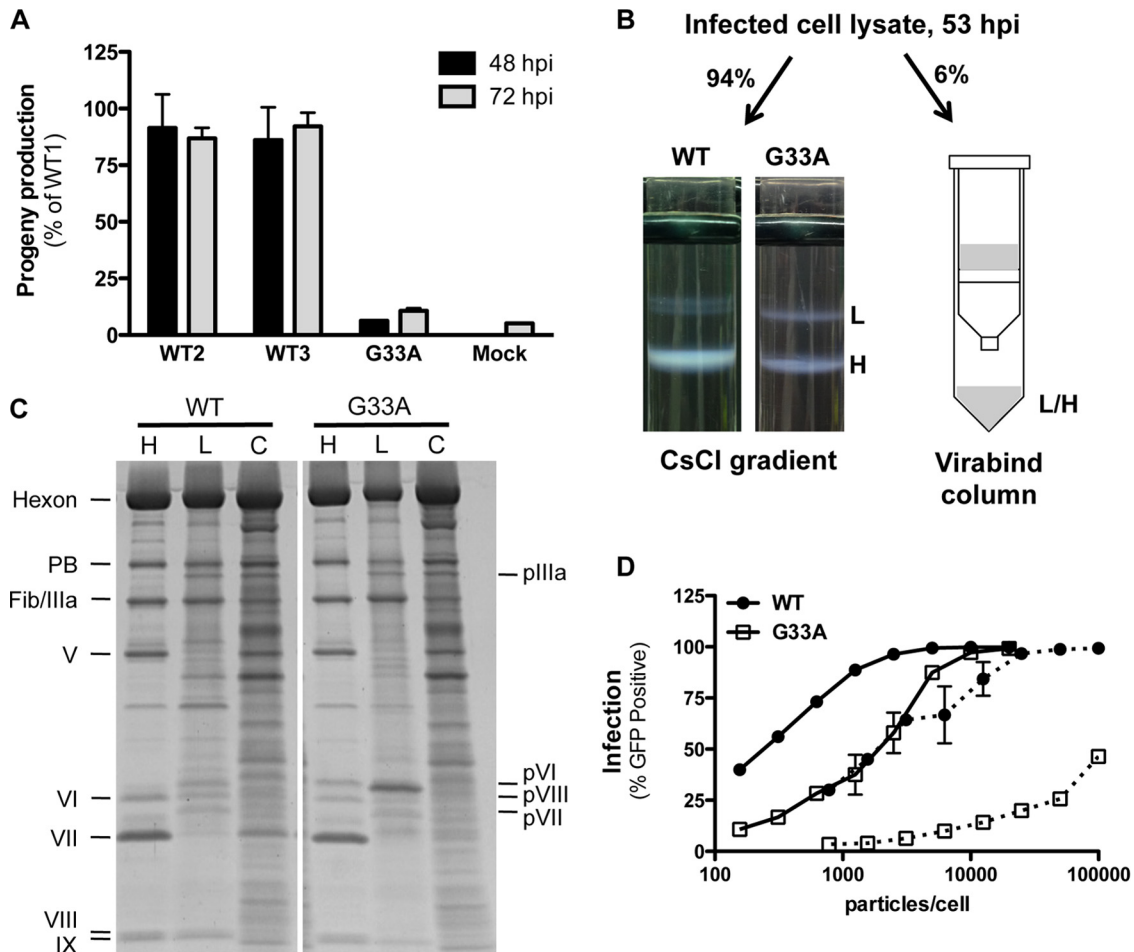 A
125
100
75
50
25
0
Progeny production
(% of WT1)
48 hpi
72 hpi
WT2 WT3 G33A Mock
B
Infected cell lysate, 53 hpi
94%
6%
WT G33A
L
H
L/H
CsCl gradient
Virabind
column
C
WT G33A
H L C H L C
Hexon
PB
Fib/IIIa
V
VI
VII
VIII
IX
pIIIa
pVI
pVIII
pVII
D
WT
G33A
125
100
75
50
25
0
Infection
(% GFP Positive)
100 1000 10000 100000
particles/cell